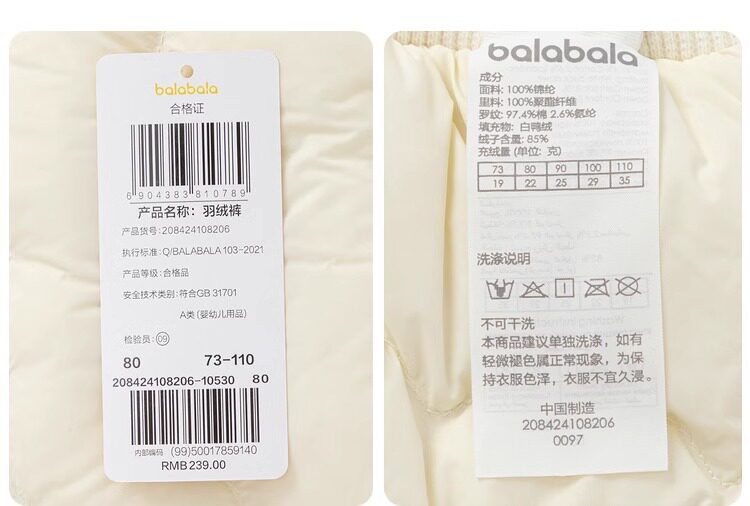 balabala
合格证
6 904383 810789
产品名称：羽绒裤
产品货号：208424108206
执行标准：Q/BALABALA 103-2021
产品等级：合格品
安全技术类别：符合GB 31701
A类 (婴幼儿用品)
检验员：09
80 73-110
208424108206-10530 80
内部编码 (99)50017859140
RMB239.00
balabala
成分
面料：100%锦纶
里料：100%聚酯纤维
罗纹：97.4%棉 2.6%氨纶
填充物：白鸭绒
绒子含量：85%
充绒量(单位：克)
73 80 90 100 110
19 22 25 29 35
洗涤说明
不可干洗
本商品建议单独洗涤，如有
轻微褪色属正常现象，为保
持衣服色泽，衣服不宜久浸。
中国制造
208424108206
0097